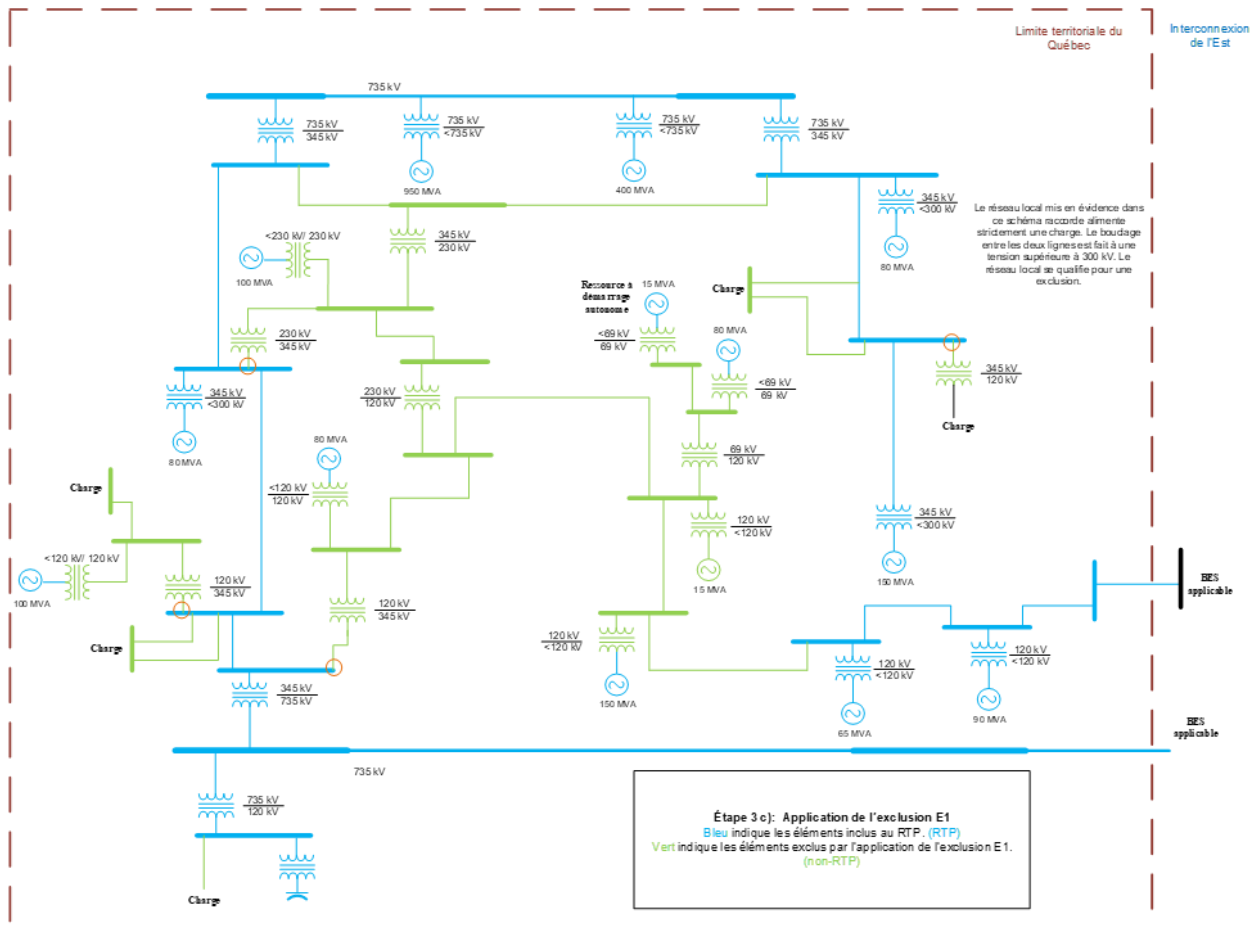 Limite territoriale du
Québec
Interconnexion
de l'Est
735 kV
735 kV
345 kV
735 kV
<735 kV
950 MVA
735 kV
<735 kV
400 MVA
735 kV
345 kV
345 kV
<300 kV
80 MVA
Le réseau local mis en évidence dans
ce schéma raccorde alimente
strictement une charge. Le bouclage
entre les deux lignes est fait à une
tension supérieure à 300 kV. Le
réseau local se qualifie pour une
exclusion.
<230 kV/ 230 kV
100 MVA
345 kV
230 kV
Ressource à
démarrage
autonome
15 MVA
Charge
<69 kV
69 kV
80 MVA
<69 kV
69 kV
230 kV
345 kV
345 kV
<300 kV
80 MVA
230 kV
120 kV
345 kV
120 kV
Charge
80 MVA
<120 kV
120 kV
69 kV
120 kV
Charge
<120 kV/ 120 kV
100 MVA
120 kV
345 kV
120 kV
<120 kV
15 MVA
345 kV
<300 kV
150 MVA
BES
applicable
Charge
120 kV
345 kV
120 kV
<120 kV
150 MVA
120 kV
<120 kV
65 MVA
120 kV
<120 kV
90 MVA
345 kV
735 kV
BES
applicable
735 kV
735 kV
120 kV
Charge
Étape 3 c): Application de l'exclusion E1
Bleu indique les éléments inclus au RTP. (RTP)
Vert indique les éléments exclus par l'application de l'exclusion E1.
(non-RTP)